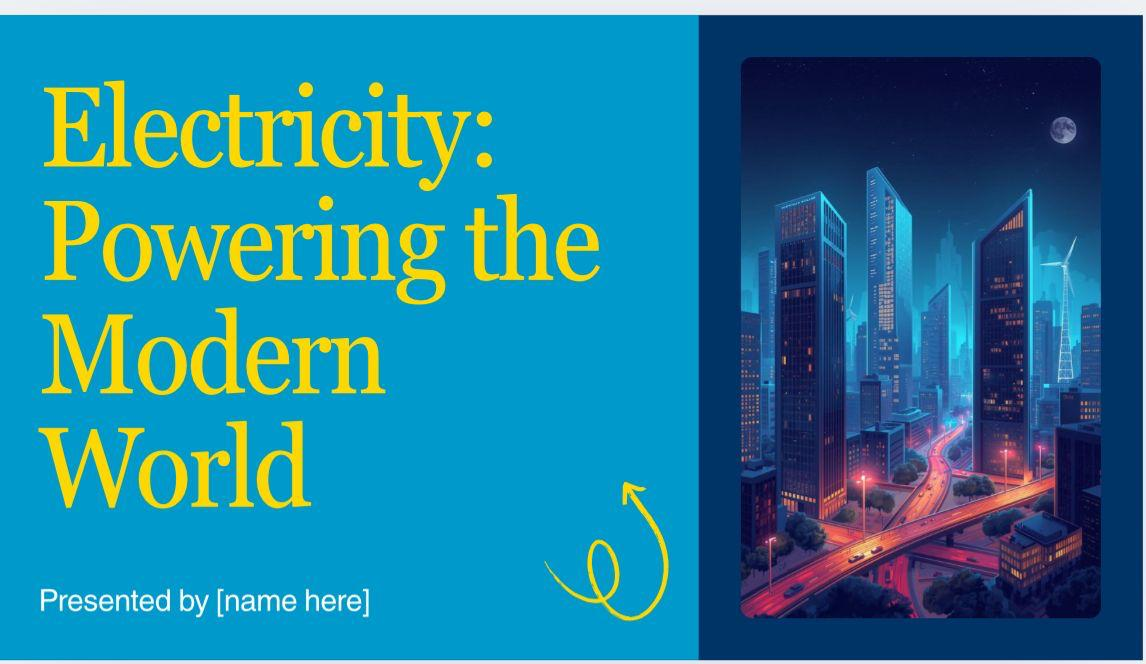 Electricity:
Powering the
Modern
World
Presented by [name here]